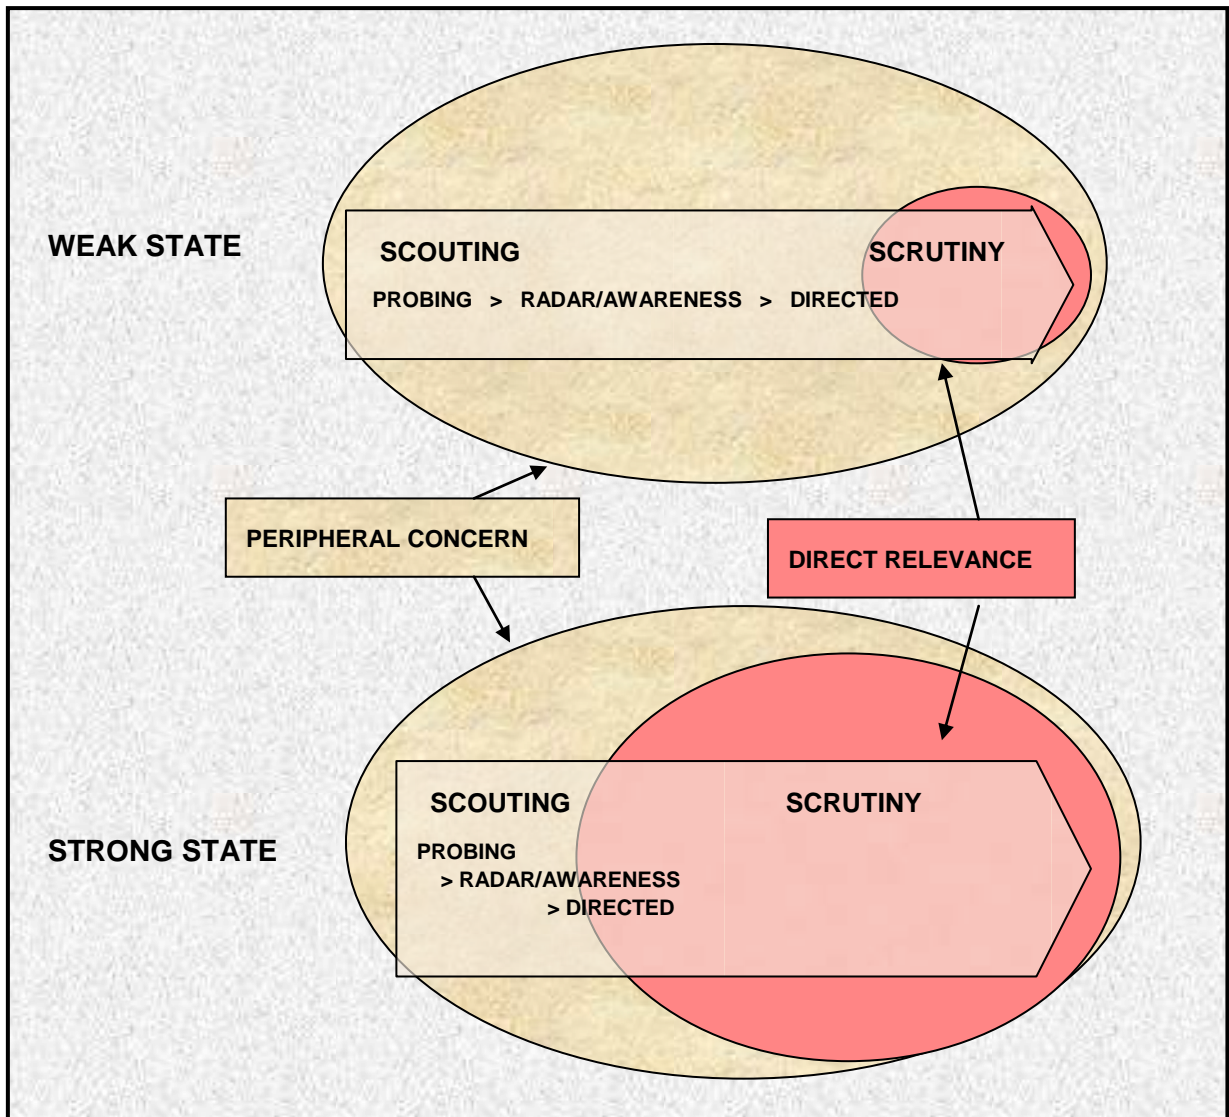 WEAK STATE
SCOUTING SCRUTINY
PROBING > RADAR/AWARENESS > DIRECTED
PERIPHERAL CONCERN
DIRECT RELEVANCE
STRONG STATE
SCOUTING SCRUTINY
PROBING
> RADAR/AWARENESS
> DIRECTED